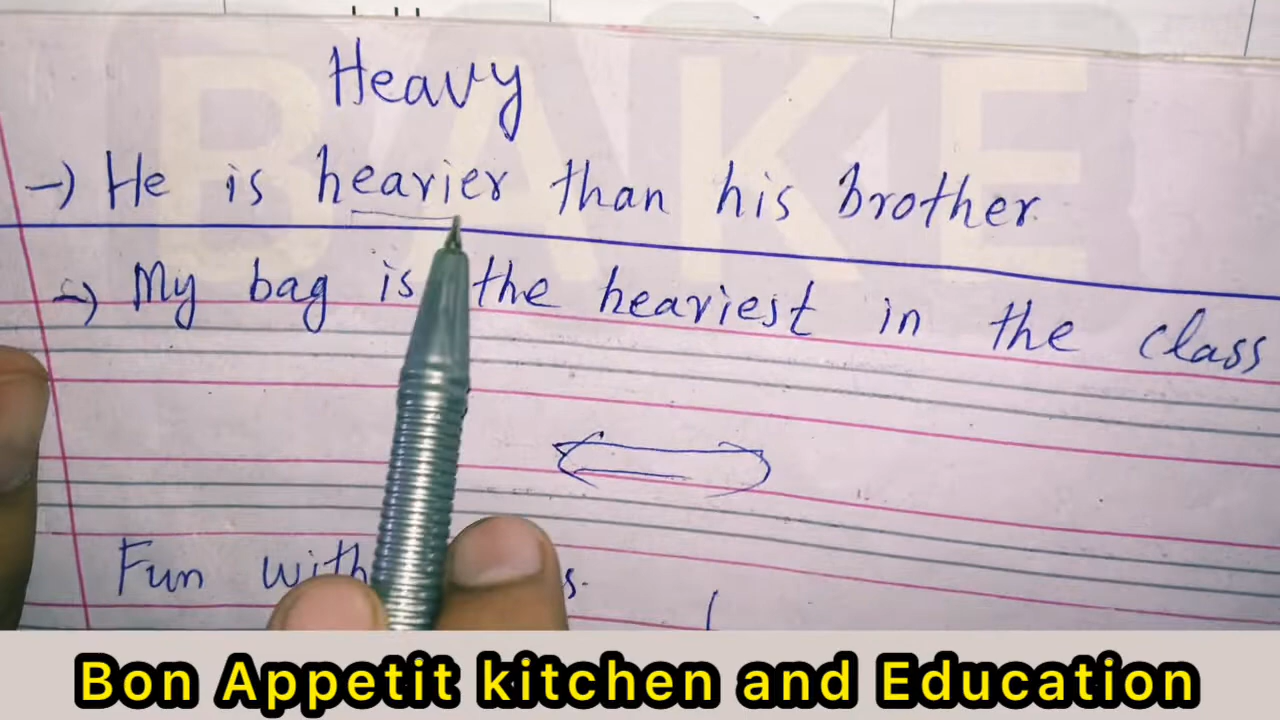 BAKE
Heavy
→ He is heavier than his brother
→ My bag is the heaviest in the class
Fun with
Bon Appetit kitchen and Education